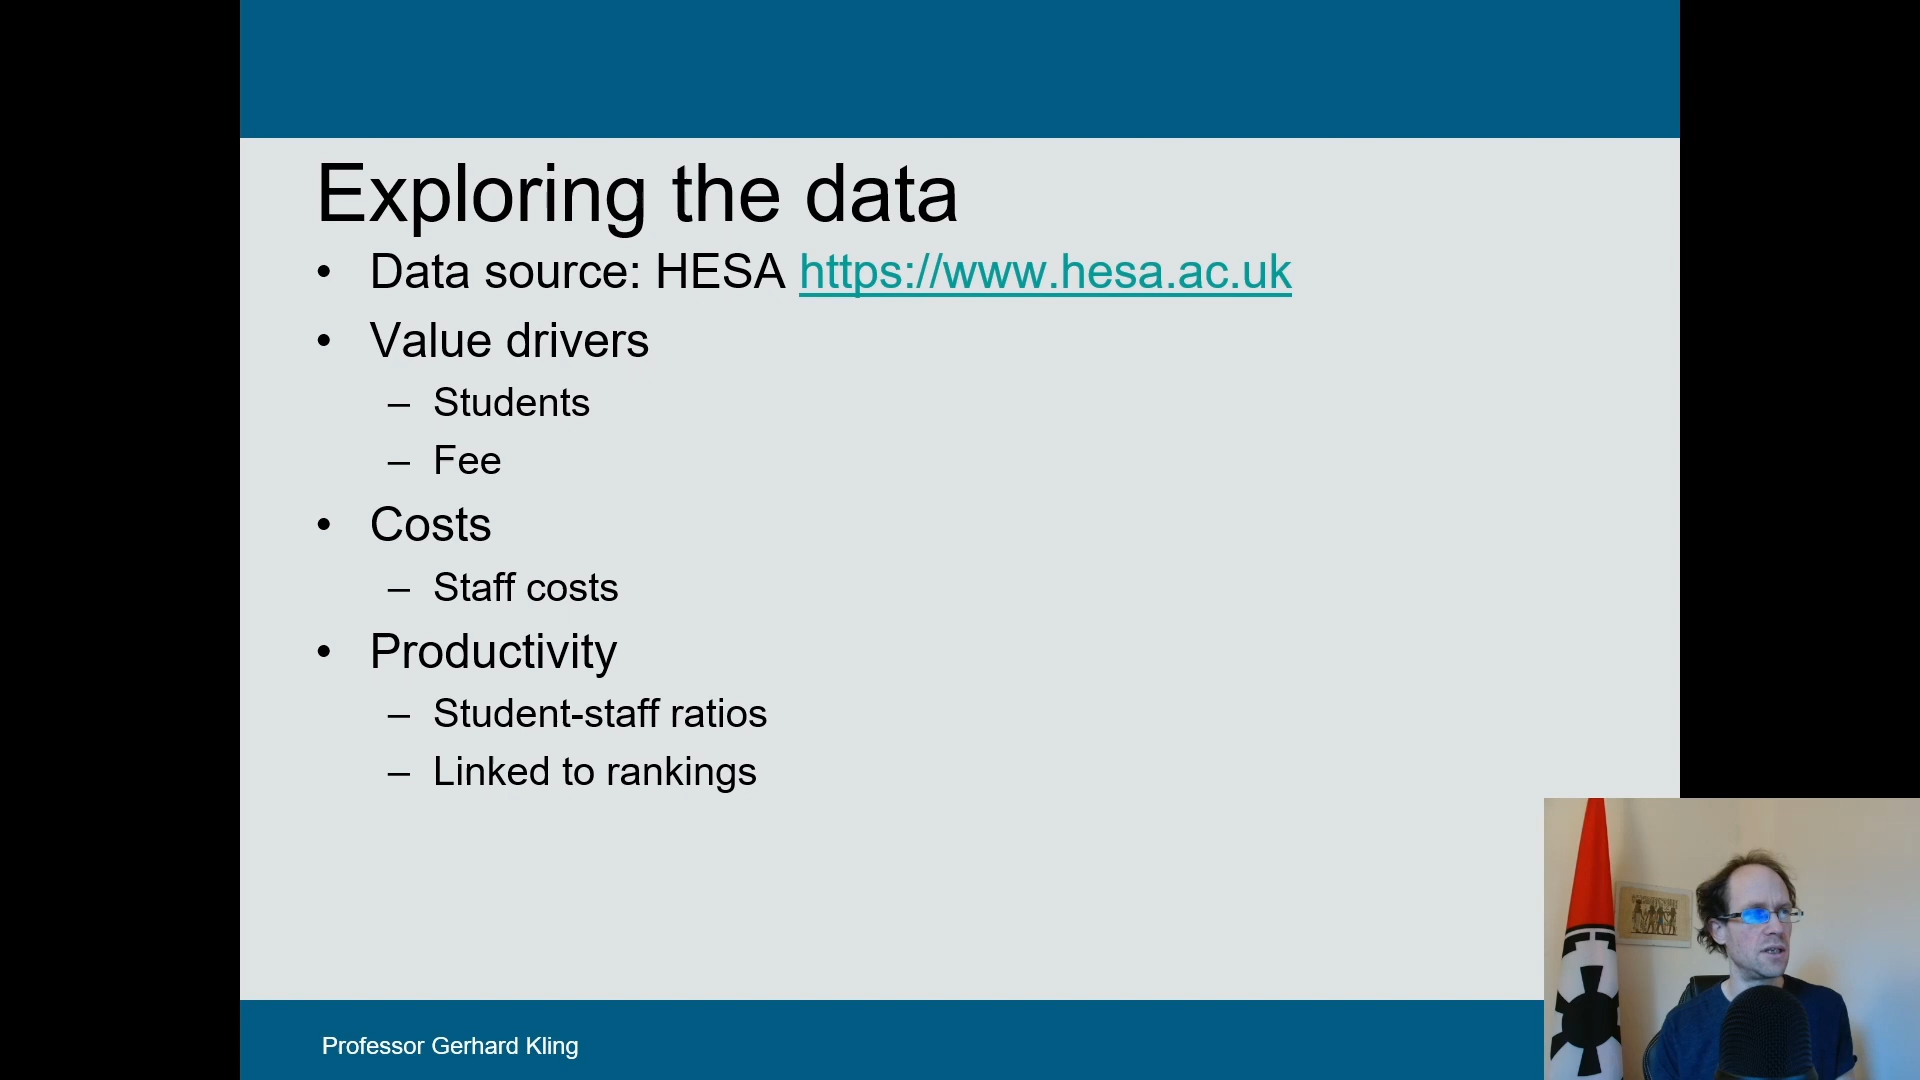 Exploring the data
• Data source: HESA https://www.hesa.ac.uk
• Value drivers
– Students
– Fee
• Costs
– Staff costs
• Productivity
– Student-staff ratios
– Linked to rankings
Professor Gerhard Kling